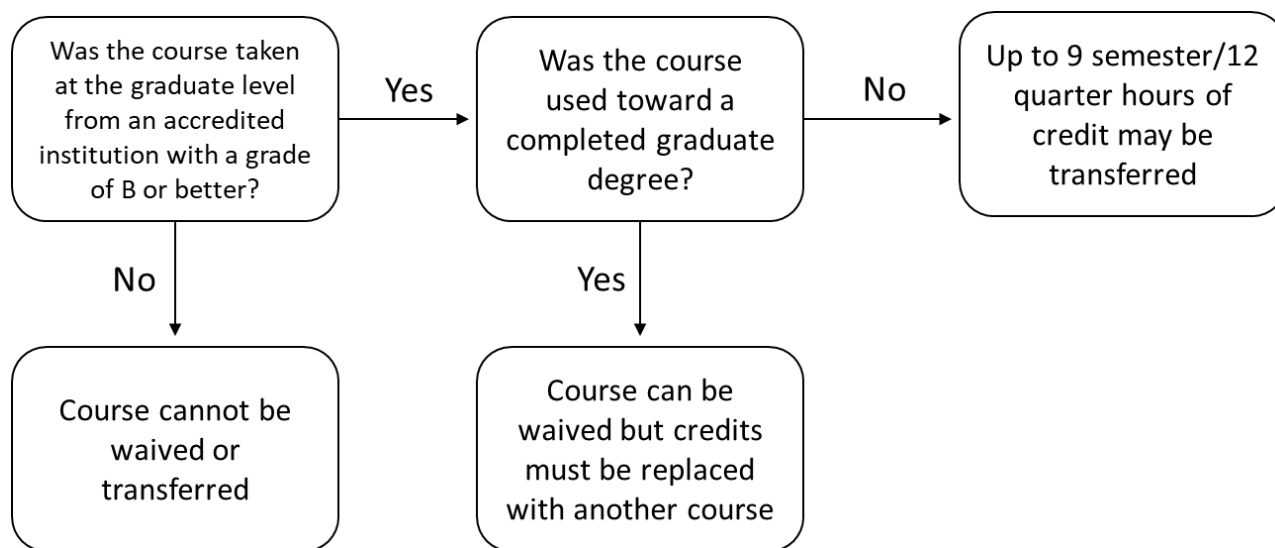 Was the course taken
at the graduate level
from an accredited
institution with a grade
of B or better?
Yes
Was the course
used toward a
completed graduate
degree?
No
Up to 9 semester/12
quarter hours of
credit may be
transferred
No
Yes
Course cannot be
waived or
transferred
Course can be
waived but credits
must be replaced
with another course